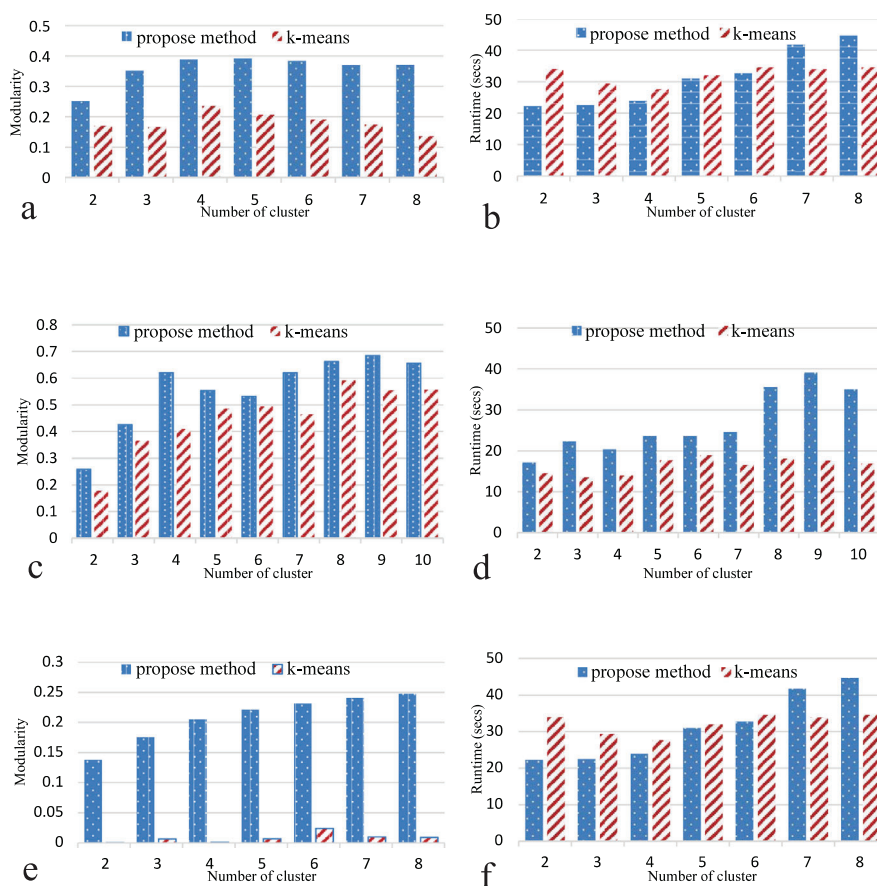 0.5
0.4
0.3
0.2
0.1
0
Modularity
propose method k-means
2 3 4 5 6 7 8
Number of cluster
a
50
40
30
20
10
0
Runtime (secs)
propose method k-means
2 3 4 5 6 7 8
Number of cluster
b
0.8
0.7
0.6
0.5
0.4
0.3
0.2
0.1
0
Modularity
propose method k-means
2 3 4 5 6 7 8 9 10
Number of cluster
c
50
40
30
20
10
0
Runtime (secs)
propose method k-means
2 3 4 5 6 7 8 9 10
Number of cluster
d
0.3
0.25
0.2
0.15
0.1
0.05
0
Modularity
propose method k-means
2 3 4 5 6 7 8
Number of cluster
e
50
40
30
20
10
0
Runtime (secs)
propose method k-means
2 3 4 5 6 7 8
Number of cluster
f